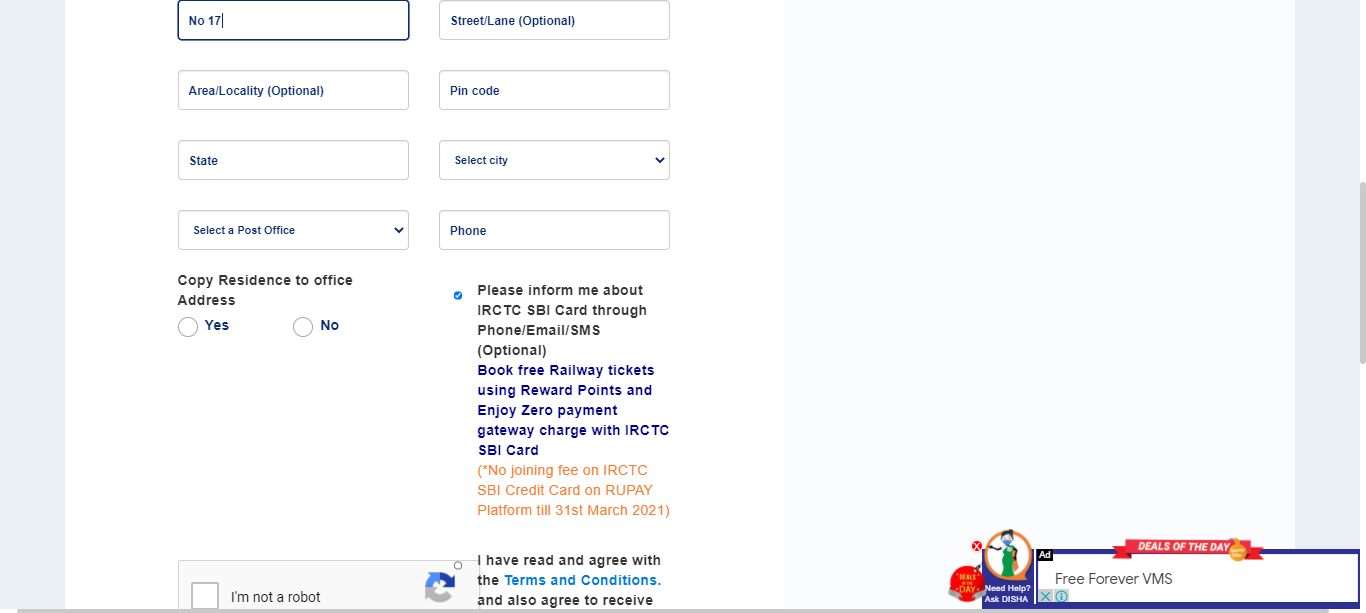 No 17
Street/Lane (Optional)
Area/Locality (Optional)
Pin code
State
Select city
Select a Post Office
Phone
Copy Residence to office
Address
Yes
No
Please inform me about
IRCTC SBI Card through
Phone/Email/SMS
(Optional)
Book free Railway tickets
using Reward Points and
Enjoy Zero payment
gateway charge with IRCTC
SBI Card
(*No joining fee on IRCTC
SBI Credit Card on RUPAY
Platform till 31st March 2021)
I have read and agree with
the Terms and Conditions.
and also agree to receive
I'm not a robot
DEALS OF THE DAY
Ad
Free Forever VMS
DEALS
OF THE
DAY
Need Help?
Ask DISHA